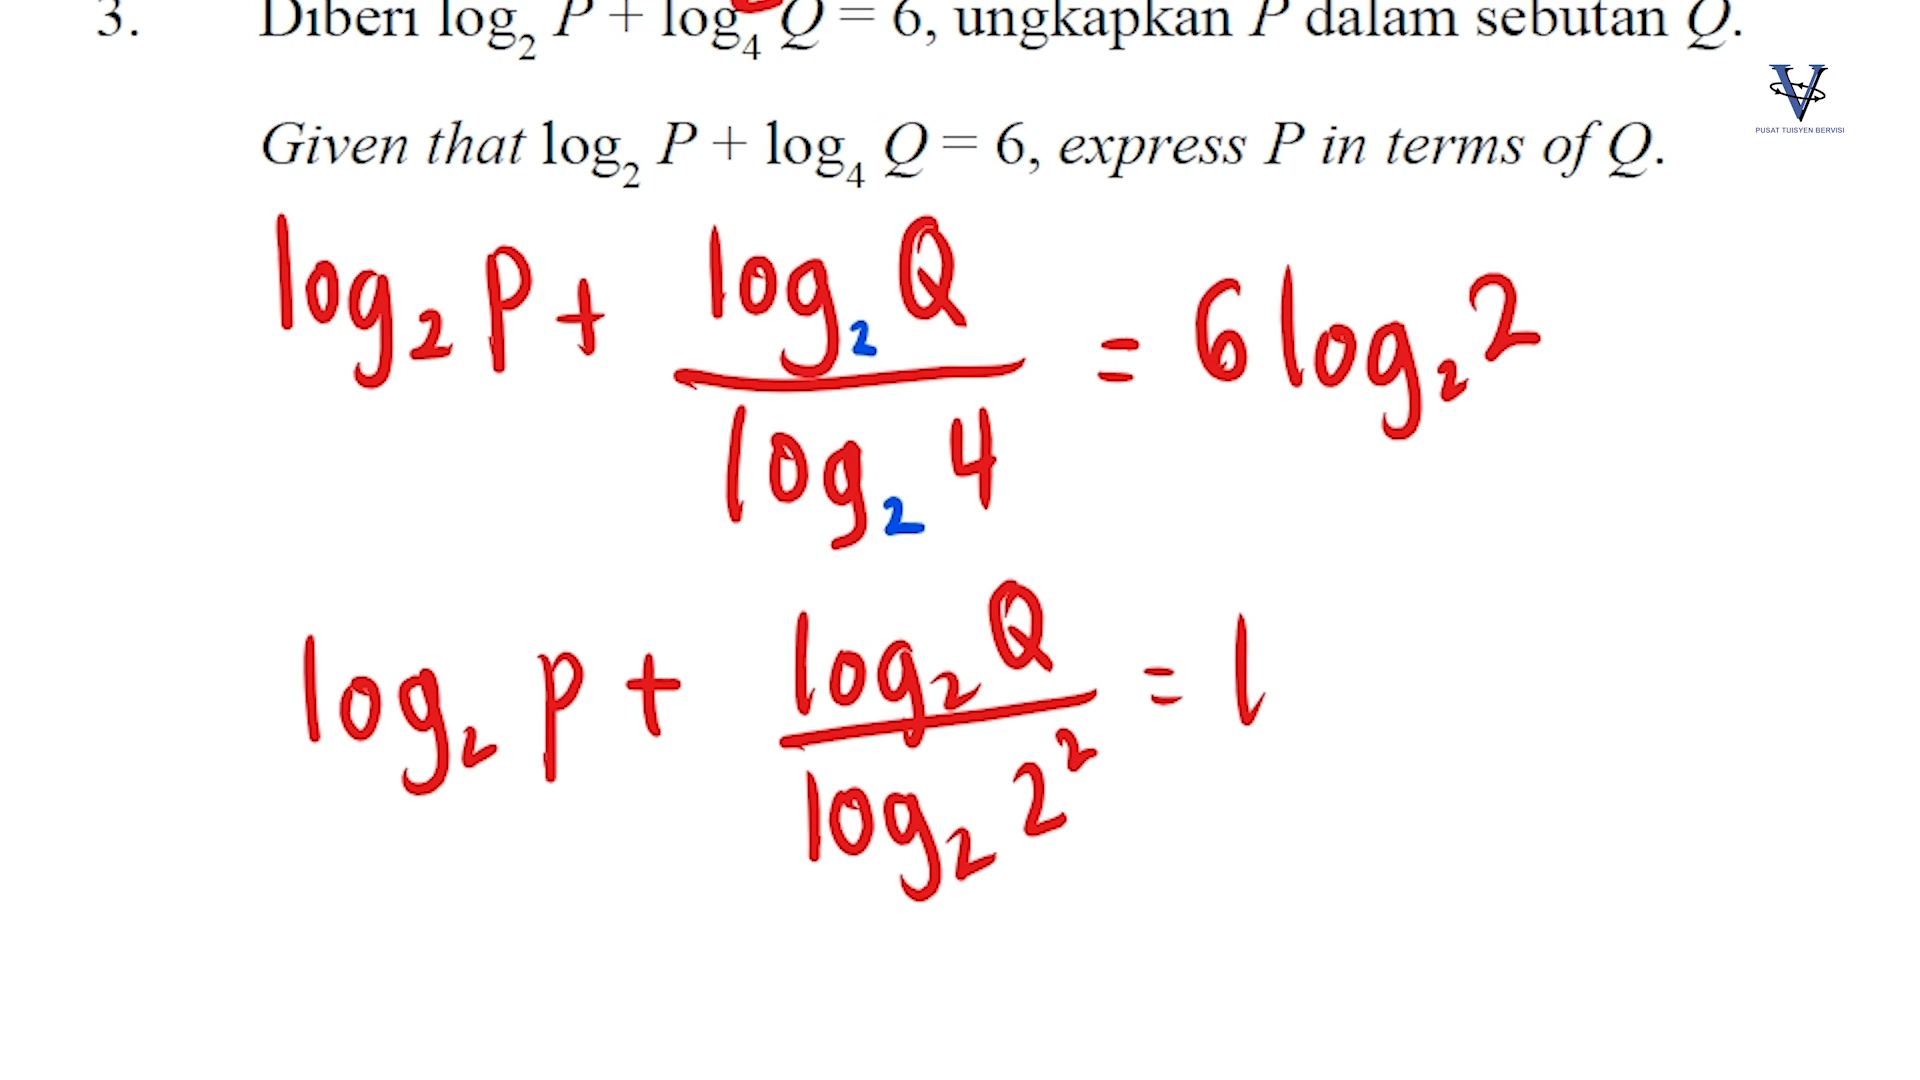 3. Diberi log₂ P + log₄ Q = 6, ungkapkan P dalam sebutan Q.
PUSAT TUISYEN BERVISI
Given that log₂ P + log₄ Q = 6, express P in terms of Q.
log₂ P + log₂ Q / log₂ 4 = 6 log₂ 2
log₂ P + log₂ Q / log₂ 2² = l